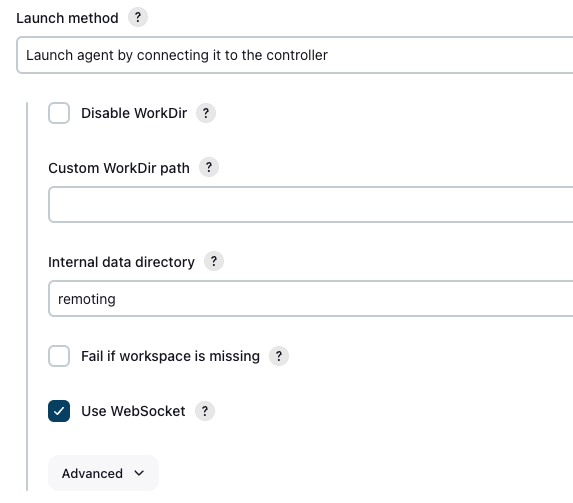 Launch method ?
Launch agent by connecting it to the controller
Disable WorkDir ?
Custom WorkDir path ?
Internal data directory ?
remoting
Fail if workspace is missing ?
Use WebSocket ?
Advanced